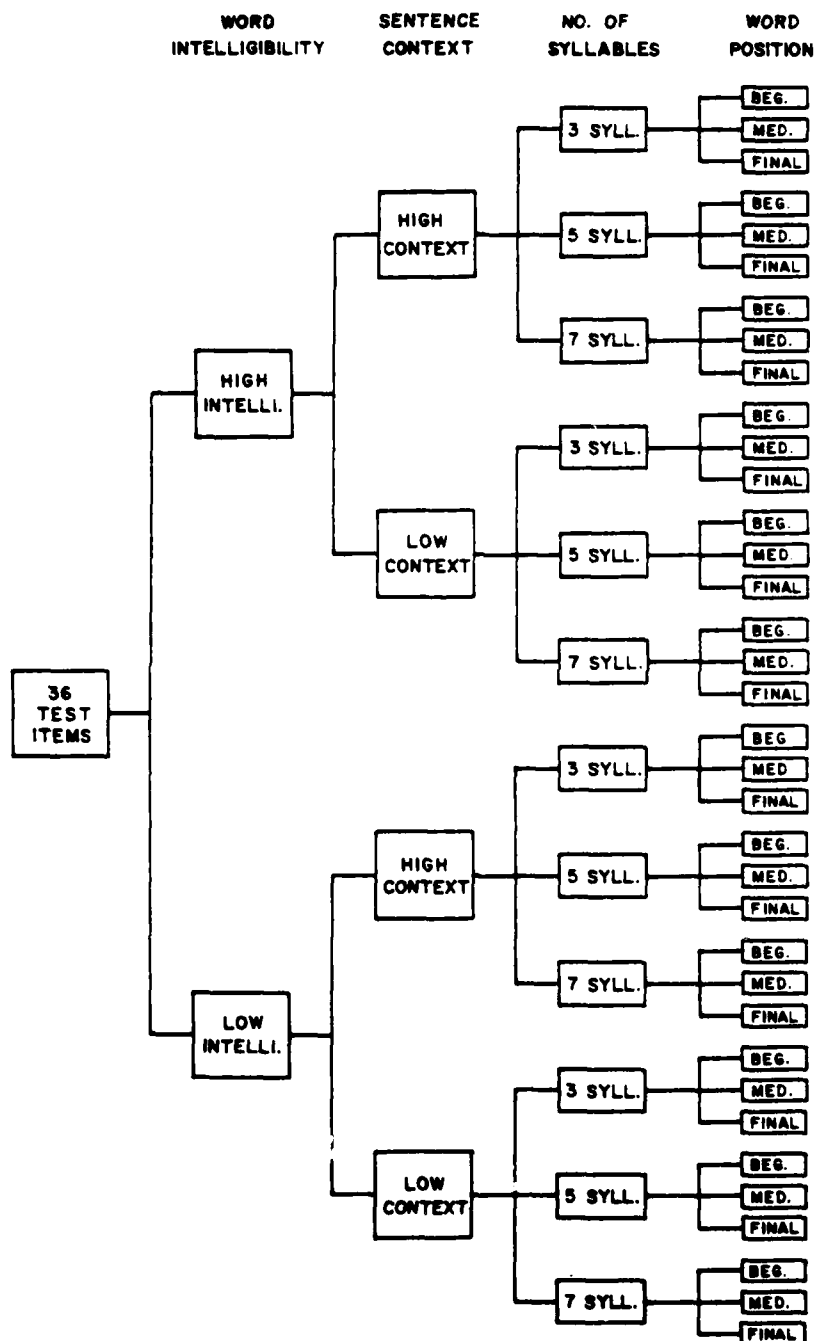 WORD
INTELLIGIBILITY
SENTENCE
CONTEXT
NO. OF
SYLLABLES
WORD
POSITION
36
TEST
ITEMS
HIGH
INTELLI.
HIGH
CONTEXT
3 SYLL.
BEG.
MED.
FINAL
5 SYLL.
BEG.
MED.
FINAL
7 SYLL.
BEG.
MED.
FINAL
LOW
CONTEXT
3 SYLL.
BEG.
MED.
FINAL
5 SYLL.
BEG.
MED.
FINAL
7 SYLL.
BEG.
MED.
FINAL
LOW
INTELLI.
HIGH
CONTEXT
3 SYLL.
BEG
MED
FINAL
5 SYLL.
BEG.
MED.
FINAL
7 SYLL.
BEG.
MED.
FINAL
LOW
CONTEXT
3 SYLL.
BEG.
MED.
FINAL
5 SYLL.
BEG.
MED.
FINAL
7 SYLL.
BEG.
MED.
FINAL